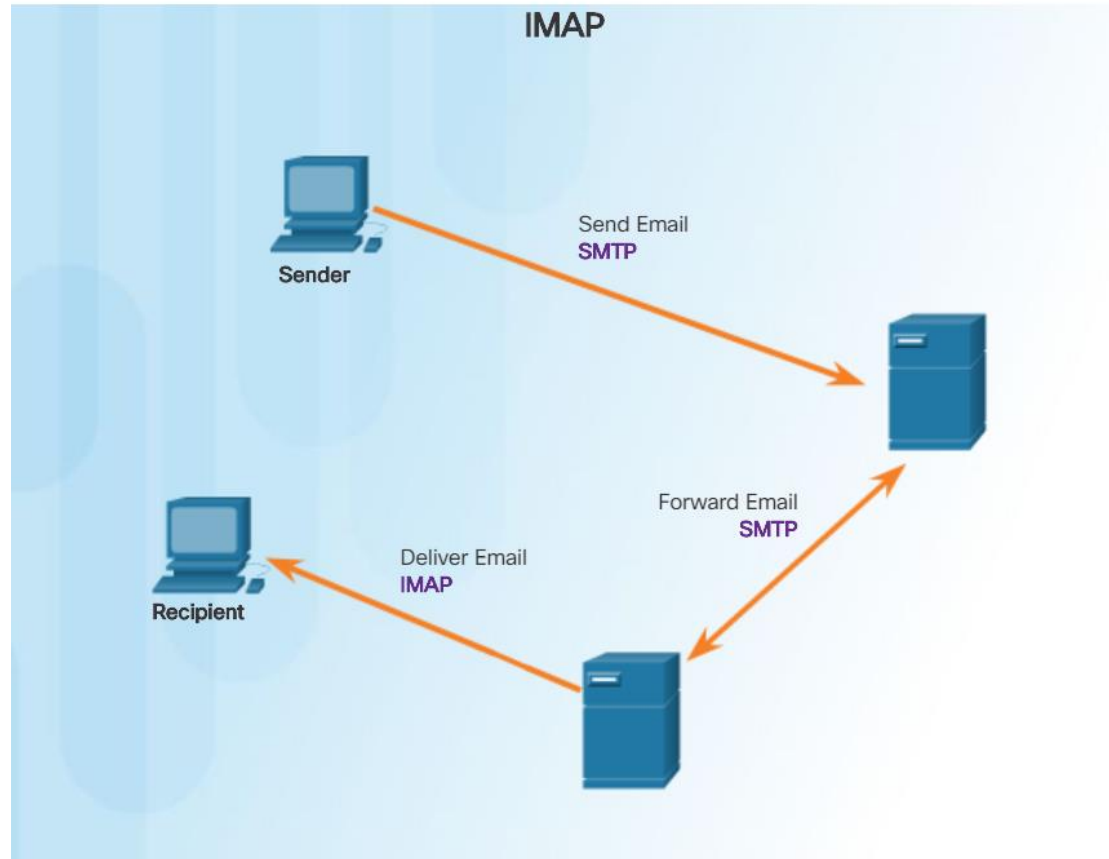 IMAP
Send Email
SMTP
Sender
Forward Email
SMTP
Deliver Email
IMAP
Recipient